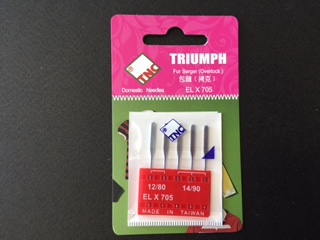 TNC
TRIUMPH
For Serger (Overlock)
包縫（拷克）
Domestic Needles
EL X 705
TNC
12/80
14/90
EL X 705
MADE IN TAIWAN